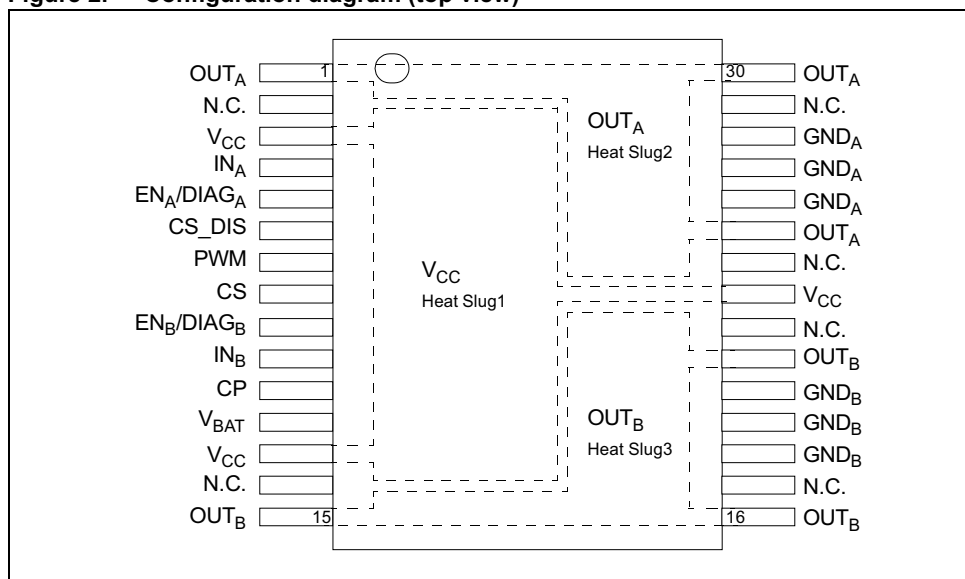 Figure 2. Configuration diagram (top view)
OUTA
N.C.
VCC
INA
ENA/DIAGA
CS_DIS
PWM
CS
ENB/DIAGB
INB
CP
VBAT
VCC
N.C.
OUTB
1
15
OUTA
Heat Slug2
VCC
Heat Slug1
OUTB
Heat Slug3
30
16
OUTA
N.C.
GNDA
GNDA
GNDA
OUTA
N.C.
VCC
N.C.
OUTB
GNDB
GNDB
GNDB
N.C.
OUTB